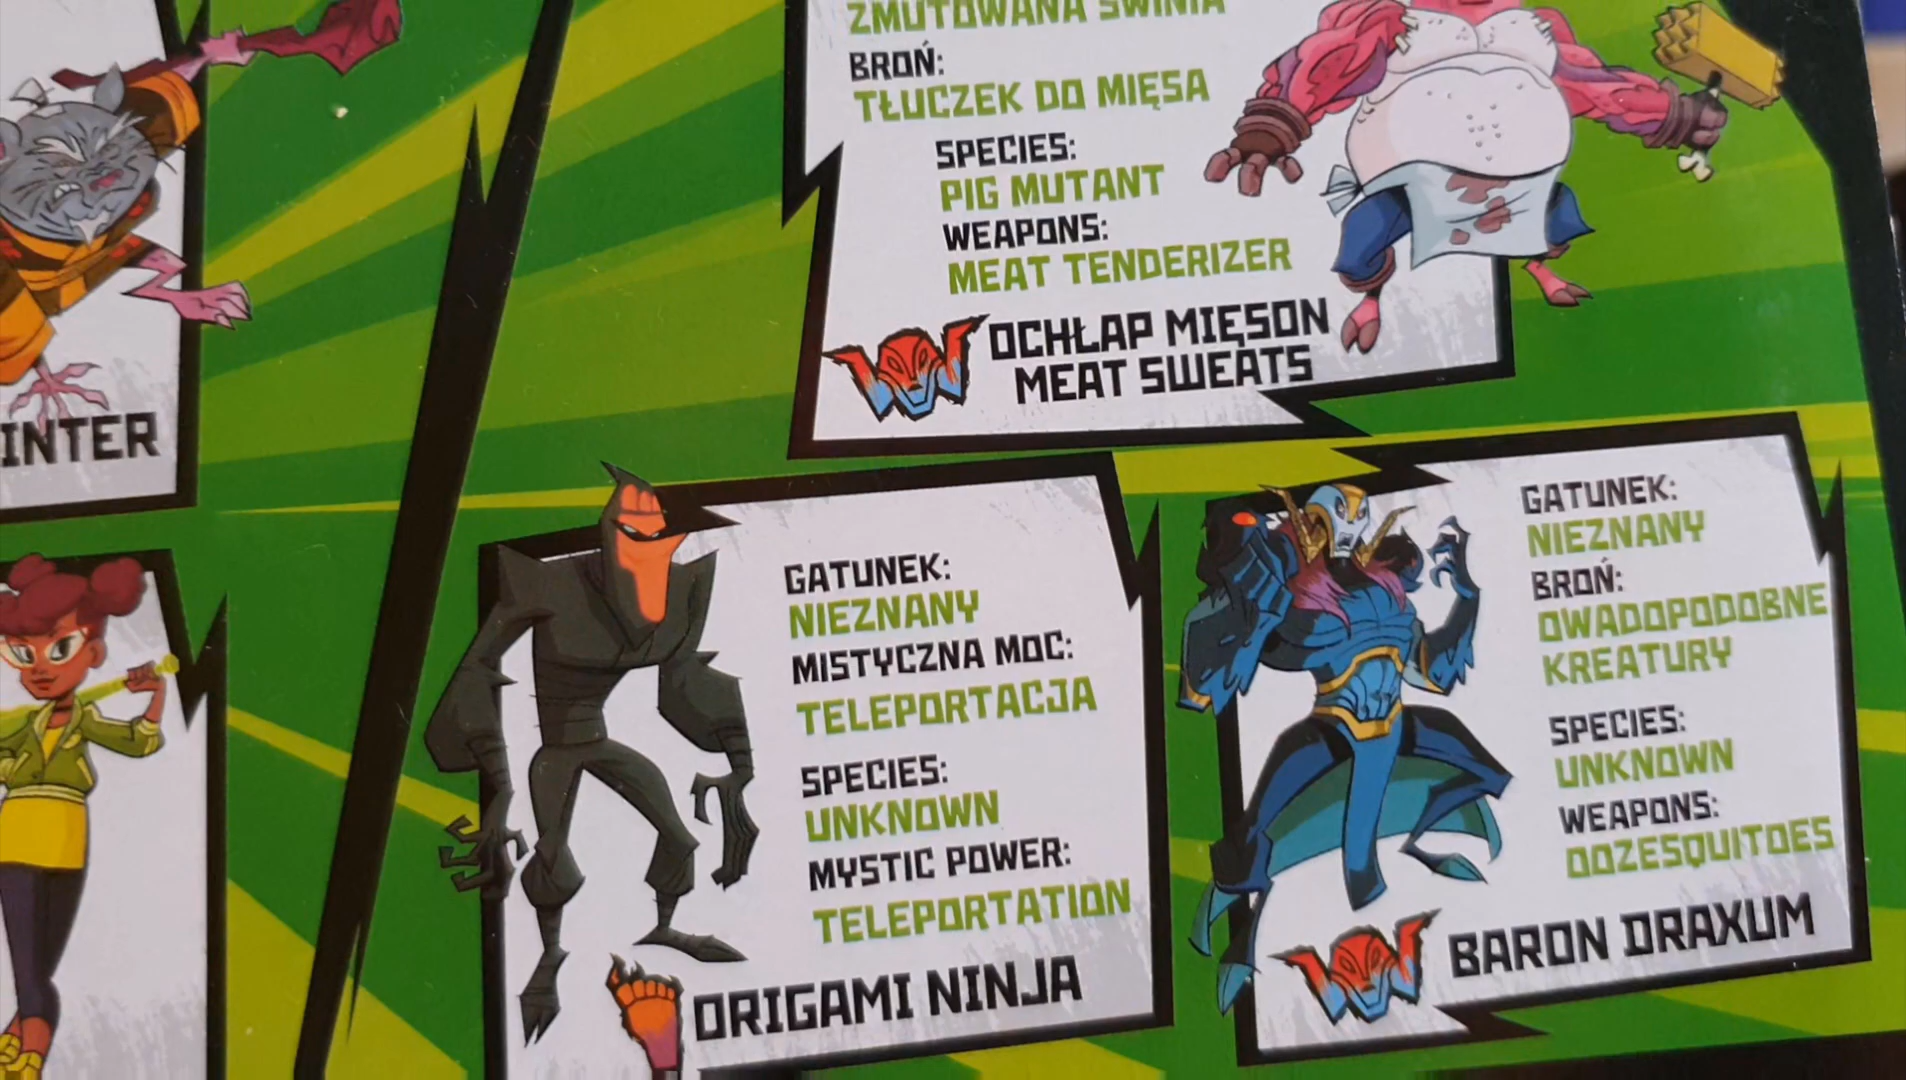 ZMUTOWANA ŚWINIA
BROŃ:
TŁUCZEK DO MIĘSA
SPECIES:
PIG MUTANT
WEAPONS:
MEAT TENDERIZER
OCHŁAP MIĘSON
MEAT SWEATS
INTER
GATUNEK:
NIEZNANY
MISTYCZNA MOC:
TELEPORTACJA
SPECIES:
UNKNOWN
MYSTIC POWER:
TELEPORTATION
ORIGAMI NINJA
GATUNEK:
NIEZNANY
BROŃ:
OWADOPODOBNE
KREATURY
SPECIES:
UNKNOWN
WEAPONS:
OOZESQUITOES
BARON DRAXUM